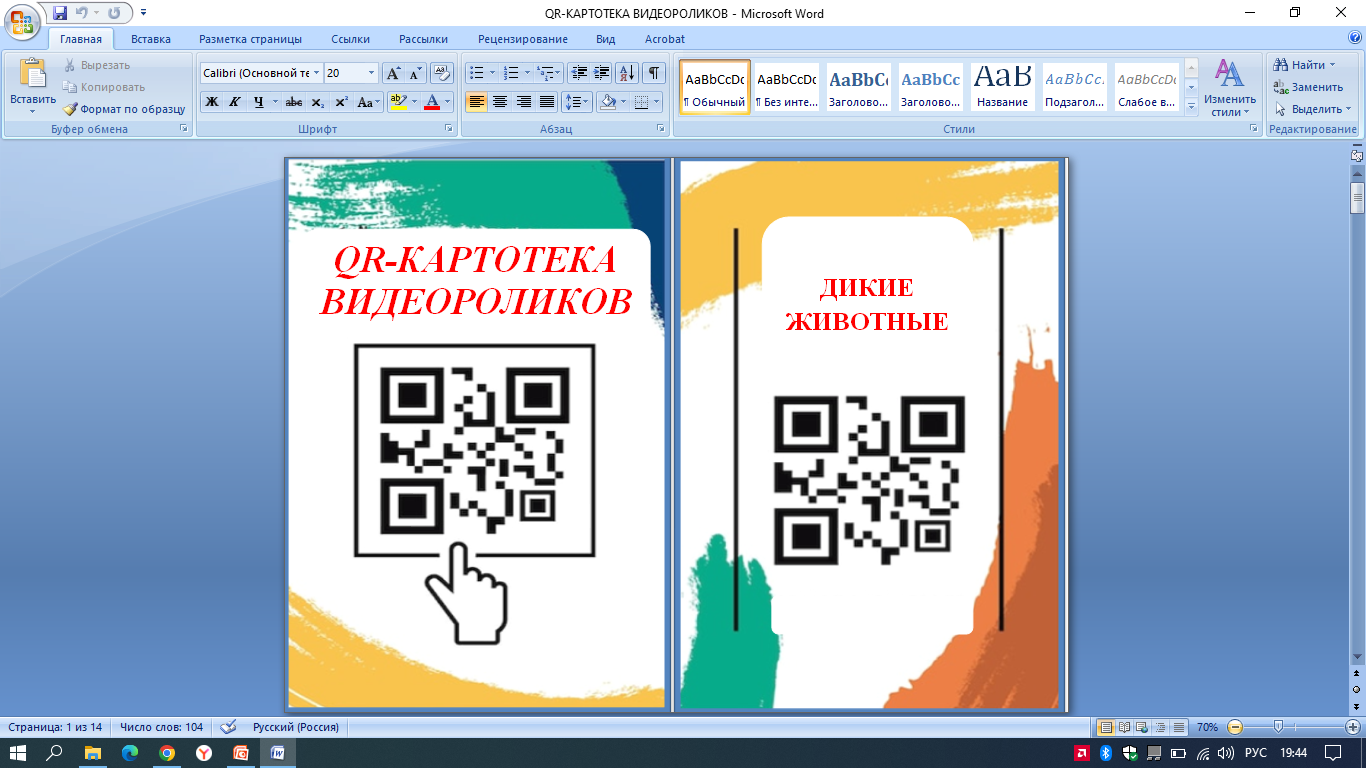 QR-КАРТОТЕКА ВИДЕОРОЛИКОВ - Microsoft Word
Главная Вставка Разметка страницы Ссылки Рассылки Рецензирование Вид Acrobat
Вставить
Вырезать
Копировать
Формат по образцу
Буфер обмена
Calibri (Основной те 20
Ж К Ч abc x₂ x² Aa
Шрифт
Абзац
AaBbCcDc AaBbCcDc AaBbCc AaBbCc AaB AaBbCc. AaBbCcDc
¶ Обычный ¶ Без инте... Заголово... Заголово... Название Подзагол... Слабое в...
Изменить
стили
Стили
Найти
Заменить
Выделить
Редактирование
QR-КАРТОТЕКА
ВИДЕОРОЛИКОВ
ДИКИЕ
ЖИВОТНЫЕ
Страница: 1 из 14 Число слов: 104 Русский (Россия) 70%
РУС 19:44